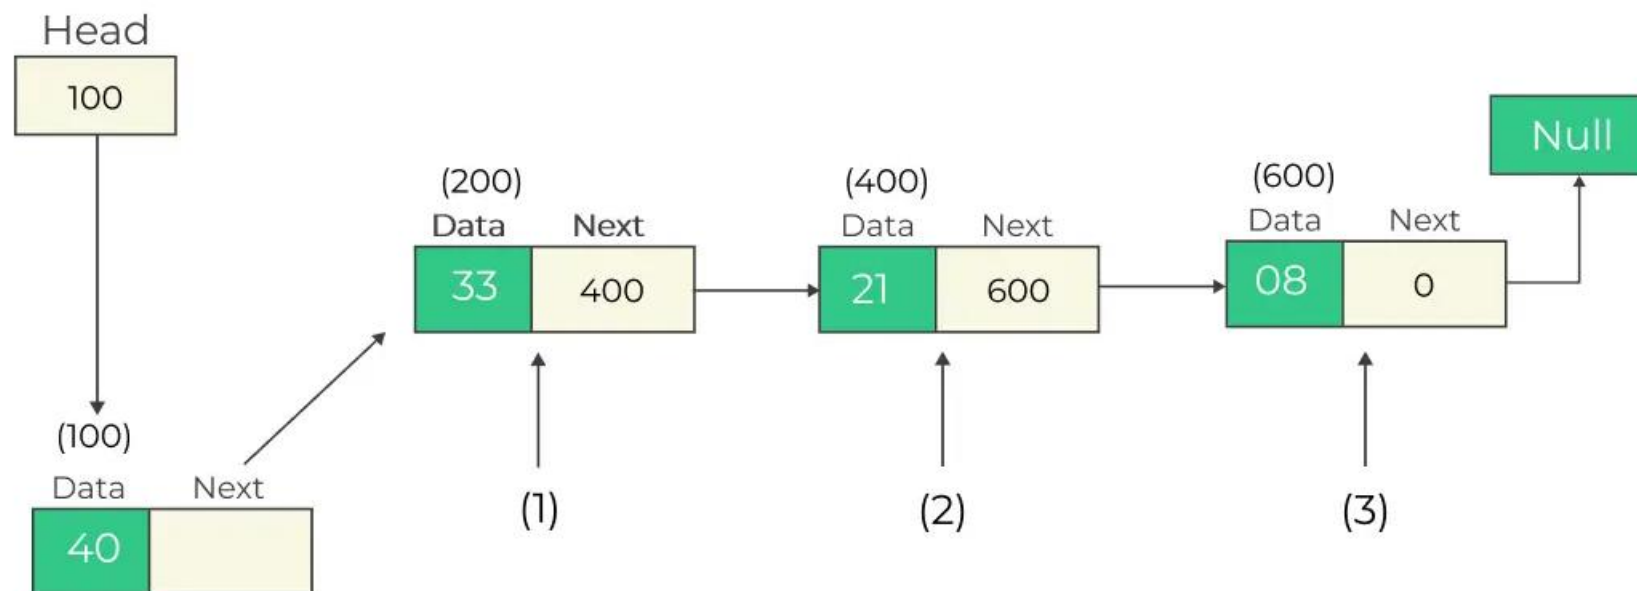 Head
100
Null
(200)
Data Next
33 400
(400)
Data Next
21 600
(600)
Data Next
08 0
(100)
Data Next
40
(1)
(2)
(3)